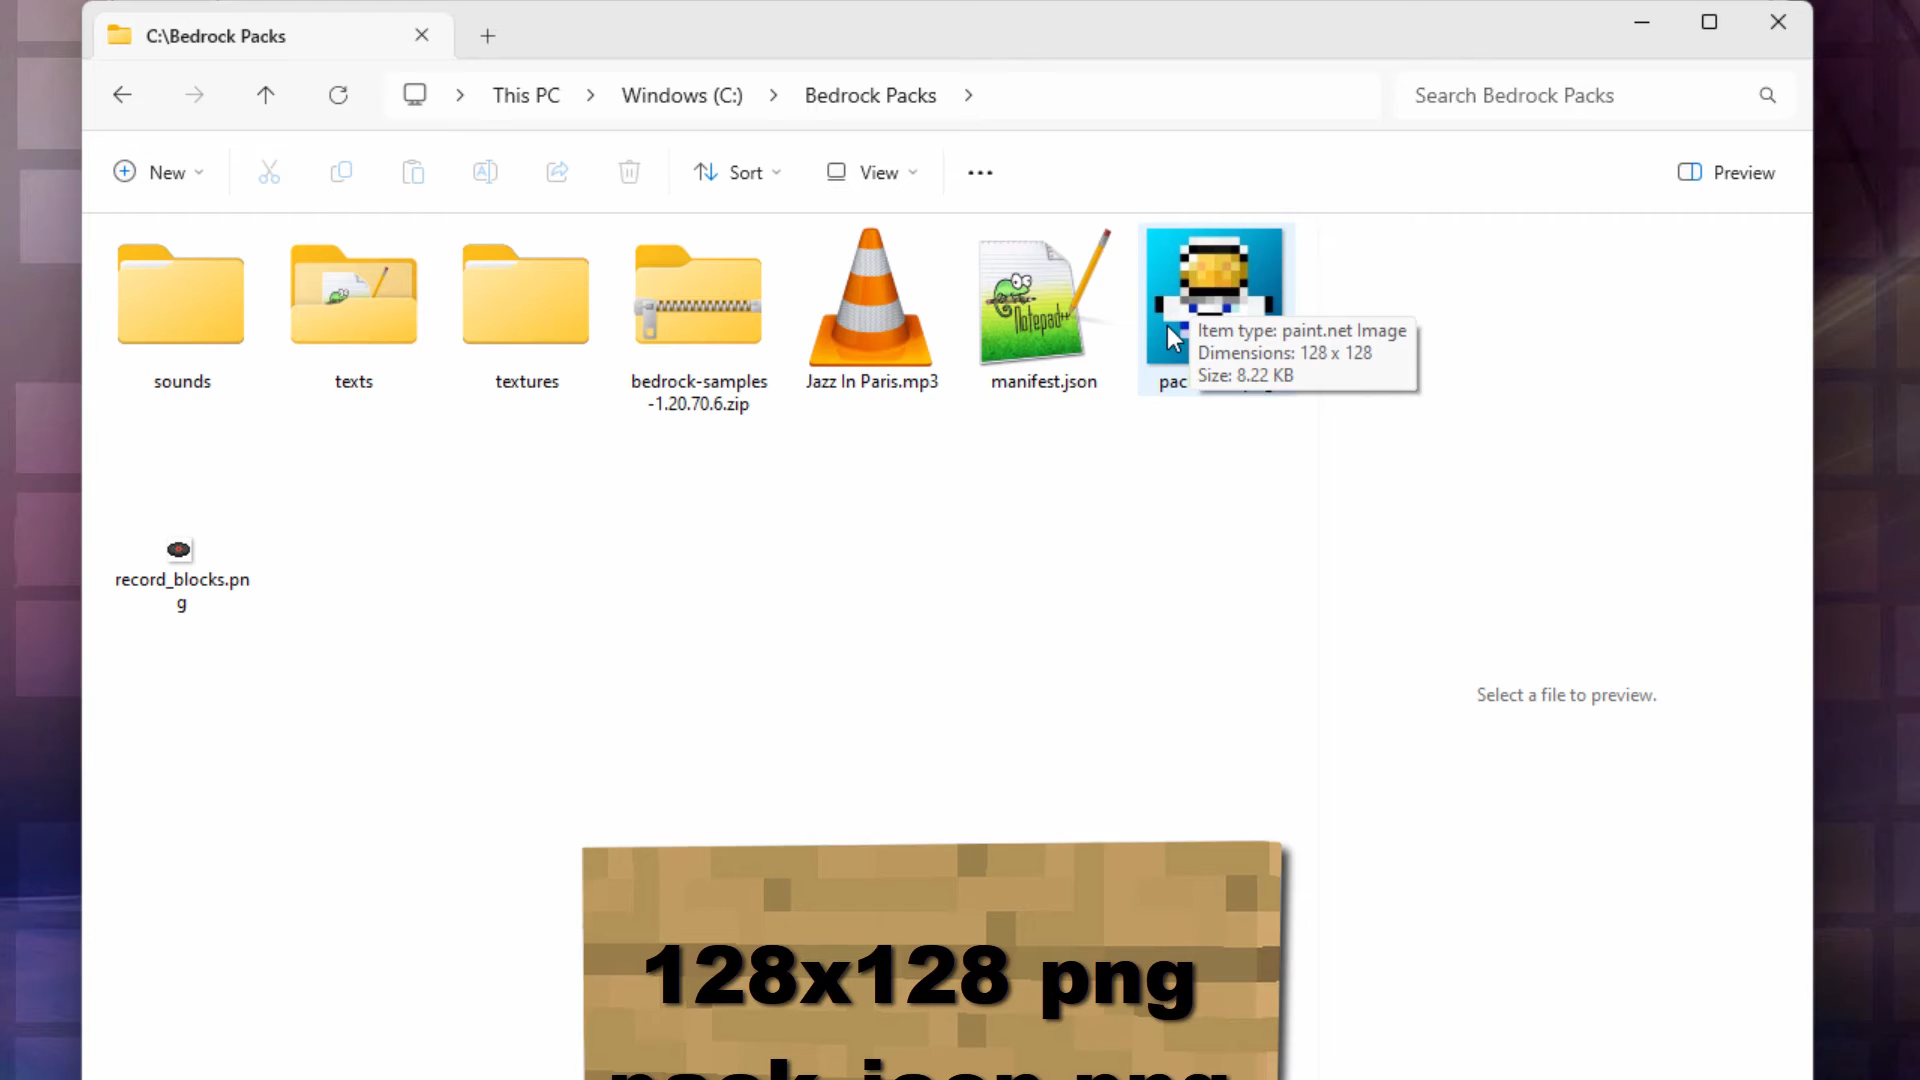 C:\Bedrock Packs
This PC
Windows (C:)
Bedrock Packs
Search Bedrock Packs
New
Sort
View
Preview
Notepad++
Item type: paint.net Image
Dimensions: 128 x 128
Size: 8.22 KB
sounds
texts
textures
bedrock-samples
-1.20.70.6.zip
Jazz In Paris.mp3
manifest.json
record_blocks.pn
g
Select a file to preview.
128x128 png